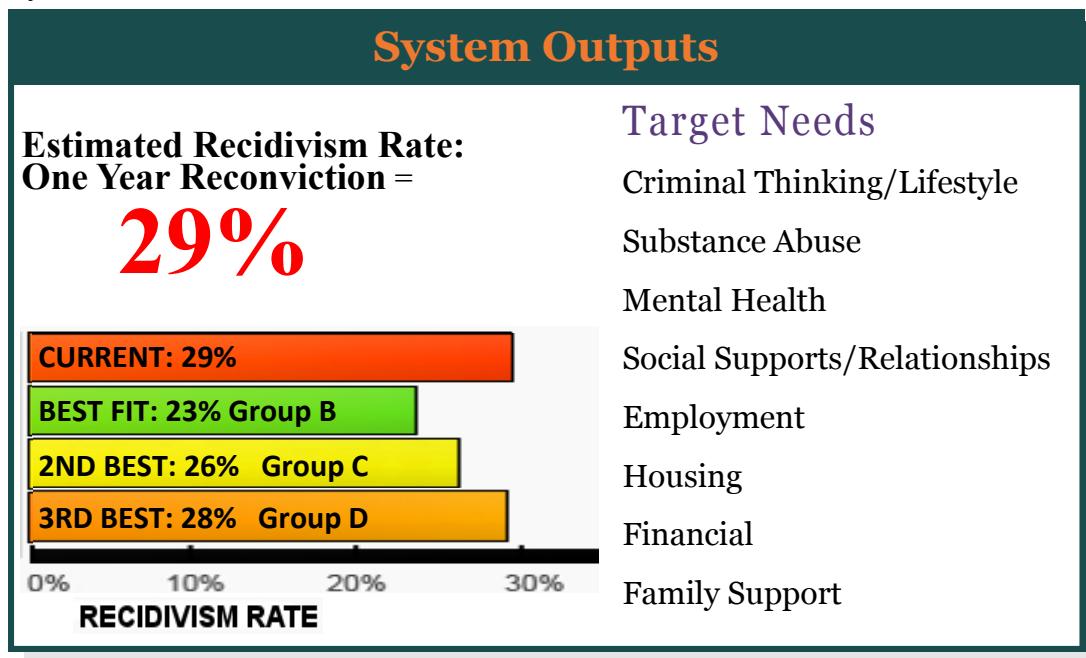 System Outputs
Estimated Recidivism Rate:
One Year Reconviction =
29%
CURRENT: 29%
BEST FIT: 23% Group B
2ND BEST: 26% Group C
3RD BEST: 28% Group D
0% 10% 20% 30%
RECIDIVISM RATE
Target Needs
Criminal Thinking/Lifestyle
Substance Abuse
Mental Health
Social Supports/Relationships
Employment
Housing
Financial
Family Support